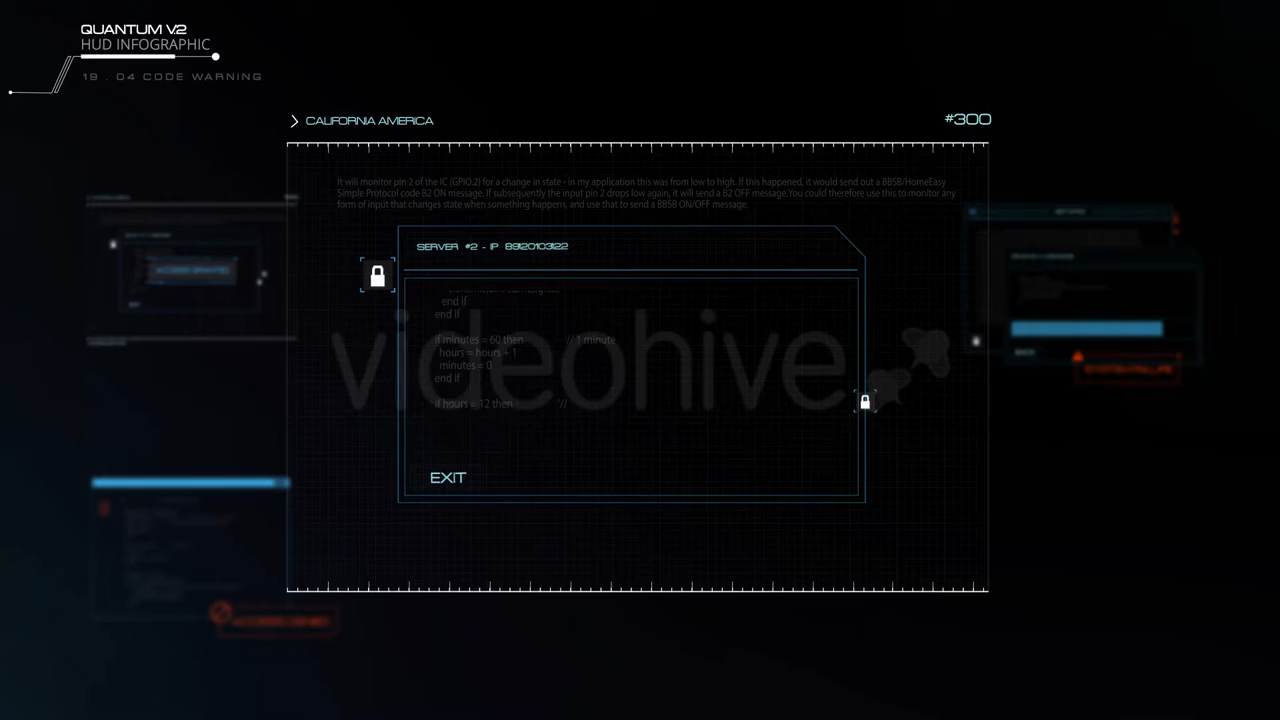 QUANTUM V.2
HUD INFOGRAPHIC
19 . 04 CODE WARNING
CALIFORNIA AMERICA
#300
It will monitor pin 2 of the IC (GPIO.2) for a change in state - in my application this was from low to high. If this happened, it would send out a BBSB/HomeEasy
Simple Protocol code B2 ON message. If subsequently the input pin 2 drops low again, it will send a B2 OFF message.You could therefore use this to monitor any
form of input that changes state when something happens, and use that to send a BBSB ON/OFF message.
SERVER #2 - IP 89120103122
end if
end if
if minutes = 60 then // 1 minute
hours = hours + 1
minutes = 0
end if
if hours = 12 then //
videohive
EXIT